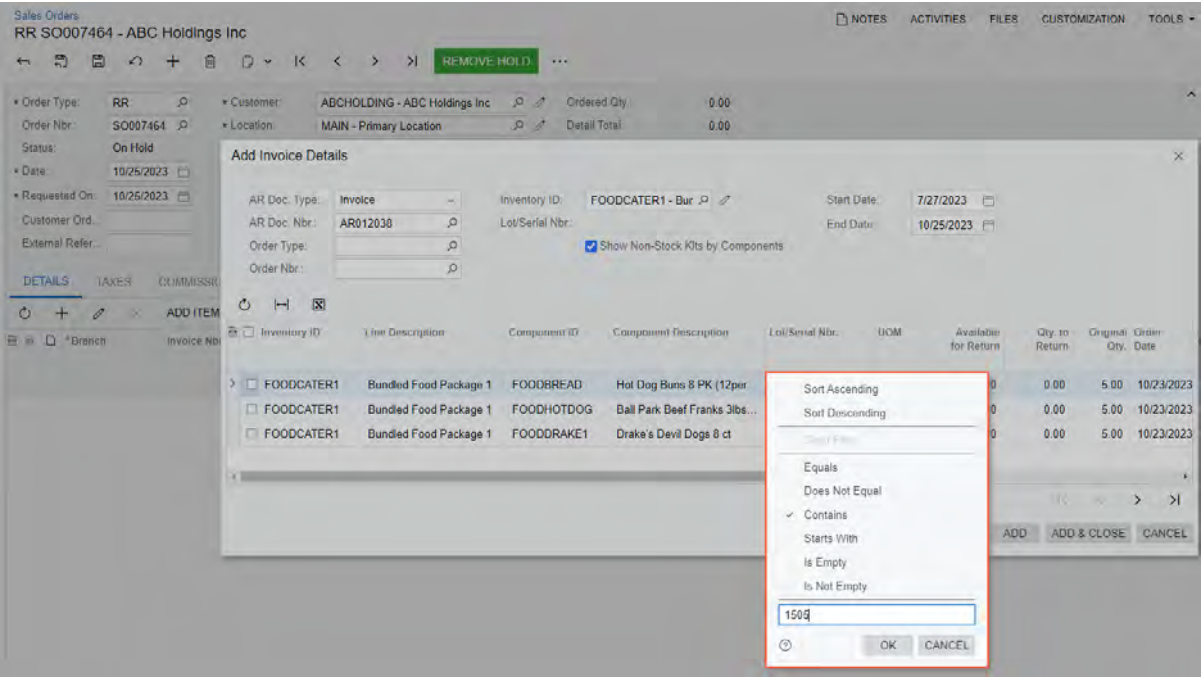 Sales Orders
RR SO007464 - ABC Holdings Inc
NOTES ACTIVITIES FILES CUSTOMIZATION TOOLS
REMOVE HOLD
* Order Type: RR * Customer: ABCHOLDING - ABC Holdings Inc Ordered Qty. 0.00
Order Nbr.: SO007464 * Location: MAIN - Primary Location Detail Total: 0.00
Status: On Hold
* Date: 10/25/2023
* Requested On: 10/25/2023
Customer Ord...
External Refer...
DETAILS TAXES
ADD ITEM
*Branch Invoice Nbr
Add Invoice Details
AR Doc. Type: Invoice Inventory ID: FOODCATER1 - Bur Start Date: 7/27/2023
AR Doc. Nbr.: AR012038 Lot/Serial Nbr.: End Date: 10/25/2023
Order Type: Show Non-Stock Kits by Components
Order Nbr.:
Inventory ID Line Description Component ID Component Description Lot/Serial Nbr. UOM Available for Return Qty. to Return Original Qty. Order Date
FOODCATER1 Bundled Food Package 1 FOODBREAD Hot Dog Buns 8 PK (12per 0 0.00 5.00 10/23/2023
FOODCATER1 Bundled Food Package 1 FOODHOTDOG Ball Park Beef Franks 3lbs... 0.00 5.00 10/23/2023
FOODCATER1 Bundled Food Package 1 FOODDRAKE1 Drake's Devil Dogs 8 ct 0 0.00 5.00 10/23/2023
Sort Ascending
Sort Descending
Clear Filter
Equals
Does Not Equal
Contains
Starts With
Is Empty
Is Not Empty
1505
OK CANCEL
ADD ADD & CLOSE CANCEL